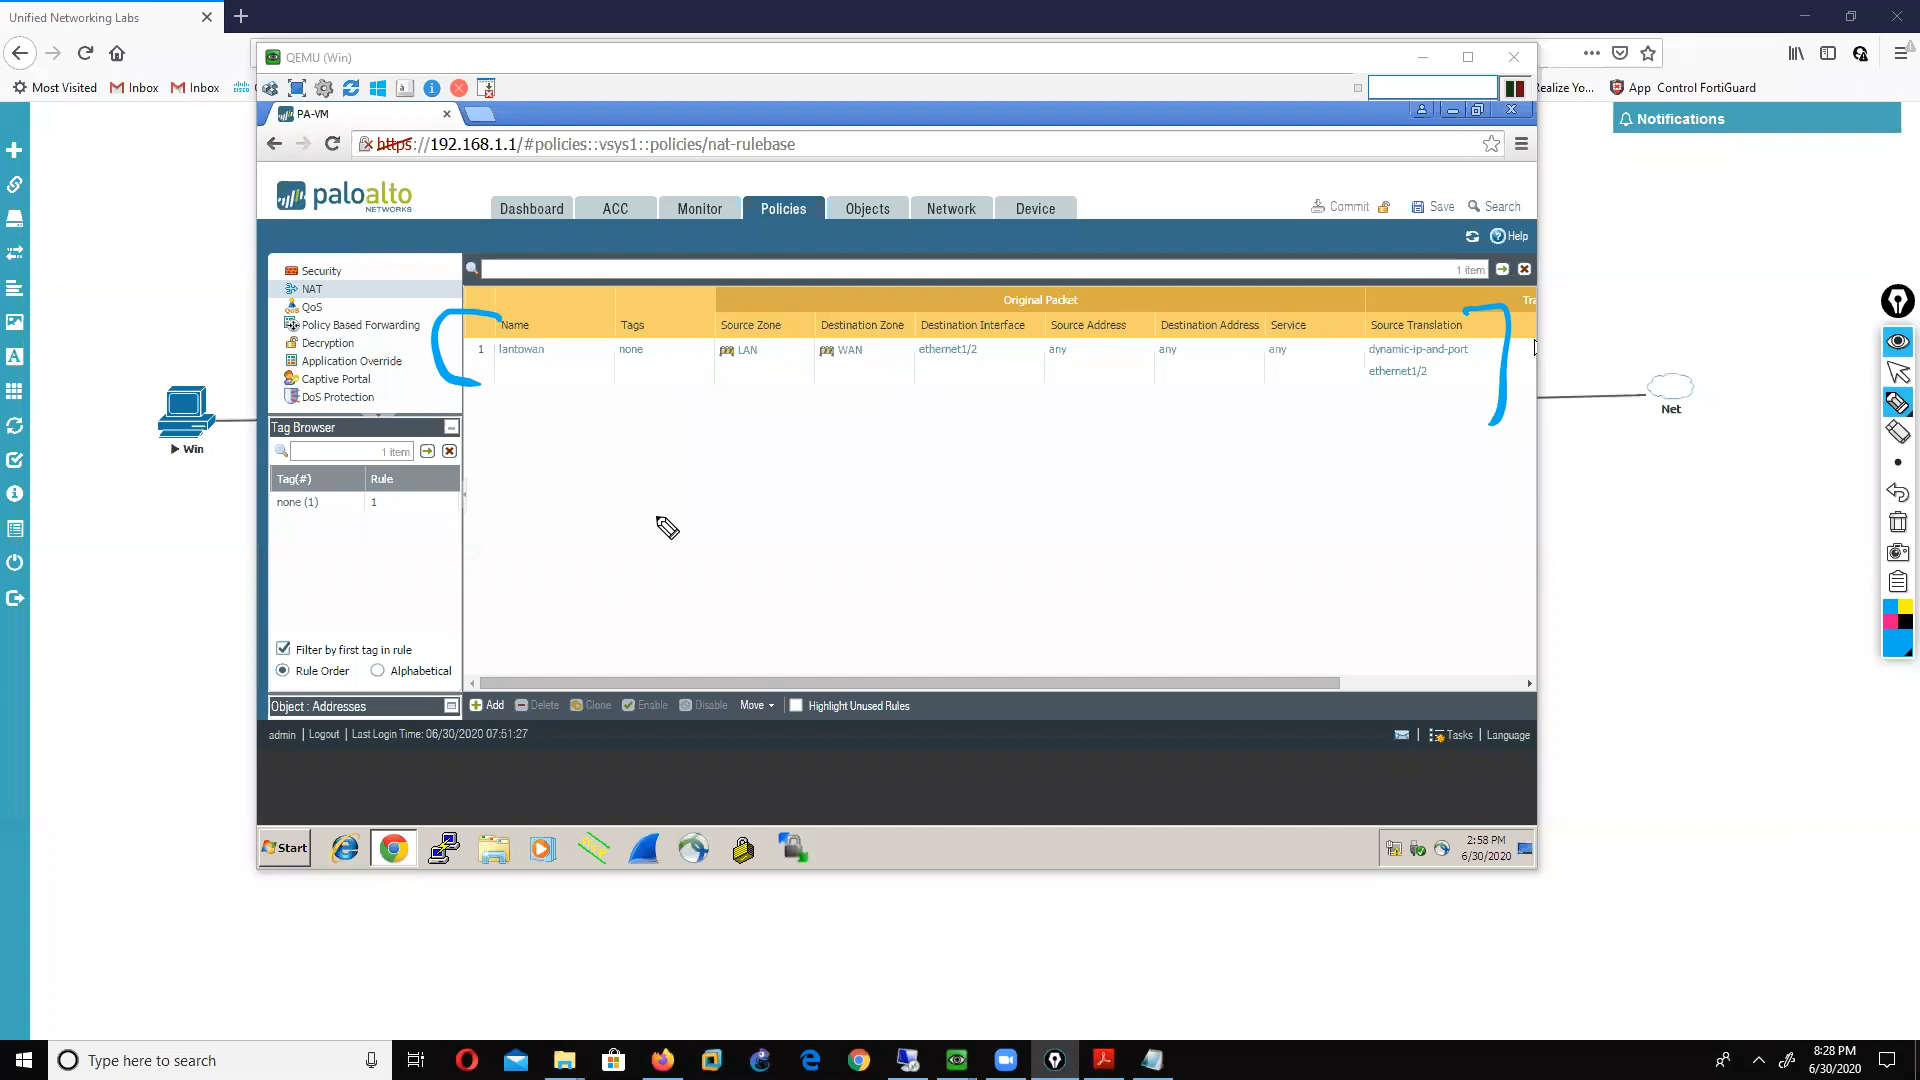 Unified Networking Labs
Most Visited
Inbox
Inbox
cisco
Realize Yo...
App Control FortiGuard
Notifications
QEMU (Win)
PA-VM
https://192.168.1.1/#policies::vsys1::policies/nat-rulebase
paloalto
NETWORKS
Dashboard
ACC
Monitor
Policies
Objects
Network
Device
Commit
Save
Search
Help
Security
NAT
QoS
Policy Based Forwarding
Decryption
Application Override
Captive Portal
DoS Protection
1 item
Original Packet
Tra
Name
Tags
Source Zone
Destination Zone
Destination Interface
Source Address
Destination Address
Service
Source Translation
1
lantowan
none
LAN
WAN
ethernet1/2
any
any
any
dynamic-ip-and-port
ethernet1/2
Win
Net
Tag Browser
1 item
Tag(#)
Rule
none (1)
1
Filter by first tag in rule
Rule Order
Alphabetical
Object : Addresses
Add
Delete
Clone
Enable
Disable
Move
Highlight Unused Rules
admin | Logout | Last Login Time: 06/30/2020 07:51:27
Tasks | Language
Start
2:58 PM
6/30/2020
Type here to search
8:28 PM
6/30/2020